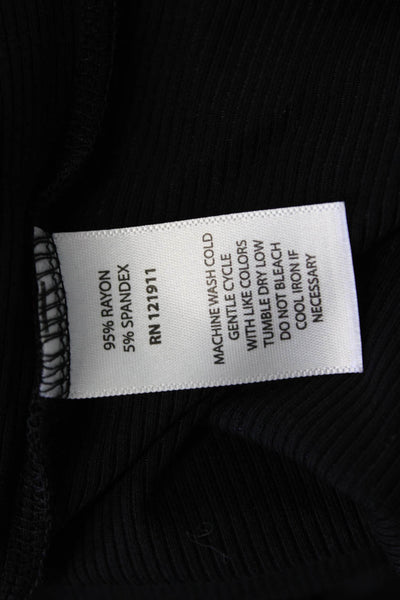 95% RAYON
5% SPANDEX
RN 121911
MACHINE WASH COLD
GENTLE CYCLE
WITH LIKE COLORS
TUMBLE DRY LOW
DO NOT BLEACH
COOL IRON IF
NECESSARY